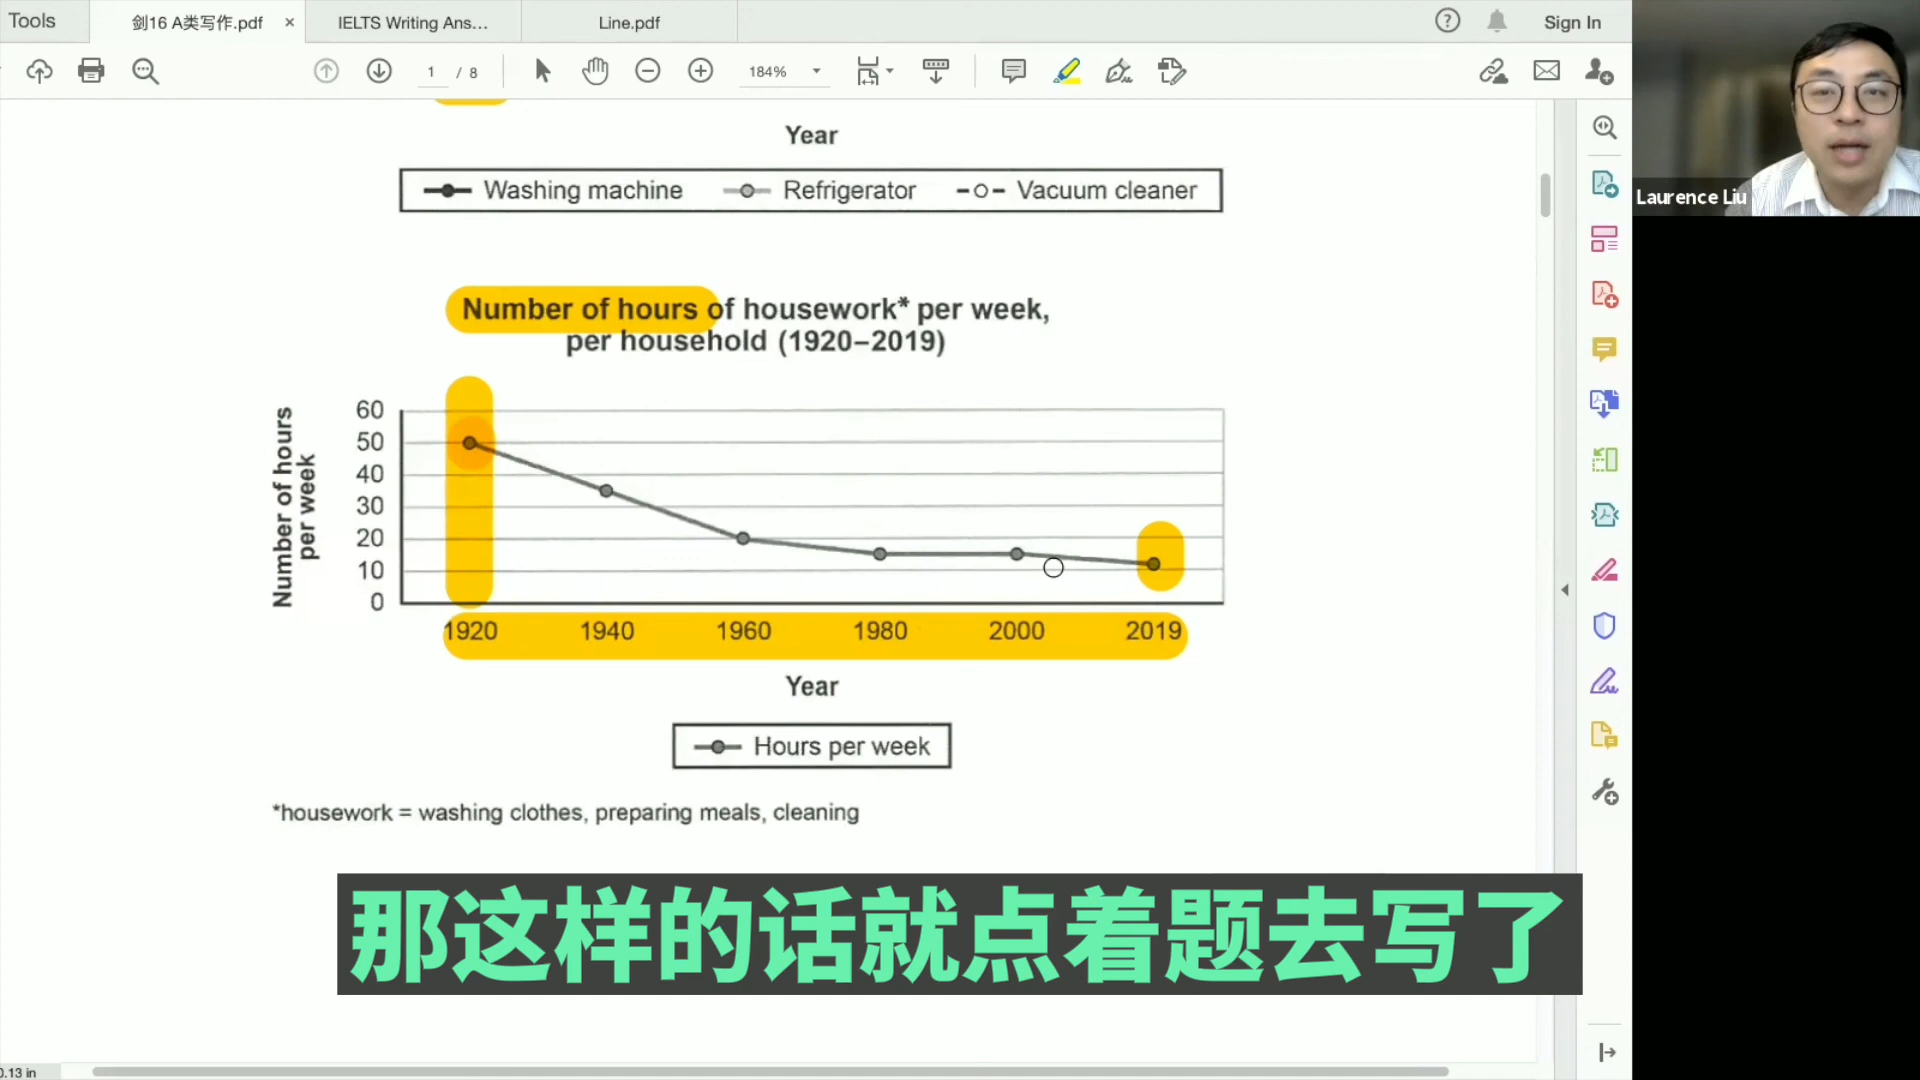 Tools
剑16 A类写作.pdf
×
IELTS Writing Ans...
Line.pdf
Sign In
1 / 8
184%
Laurence Liu
Year
Washing machine
Refrigerator
Vacuum cleaner
Number of hours of housework* per week,
per household (1920–2019)
Number of hours
per week
60
50
40
30
20
10
0
1920
1940
1960
1980
2000
2019
Year
Hours per week
*housework = washing clothes, preparing meals, cleaning
那这样的话就点着题去写了